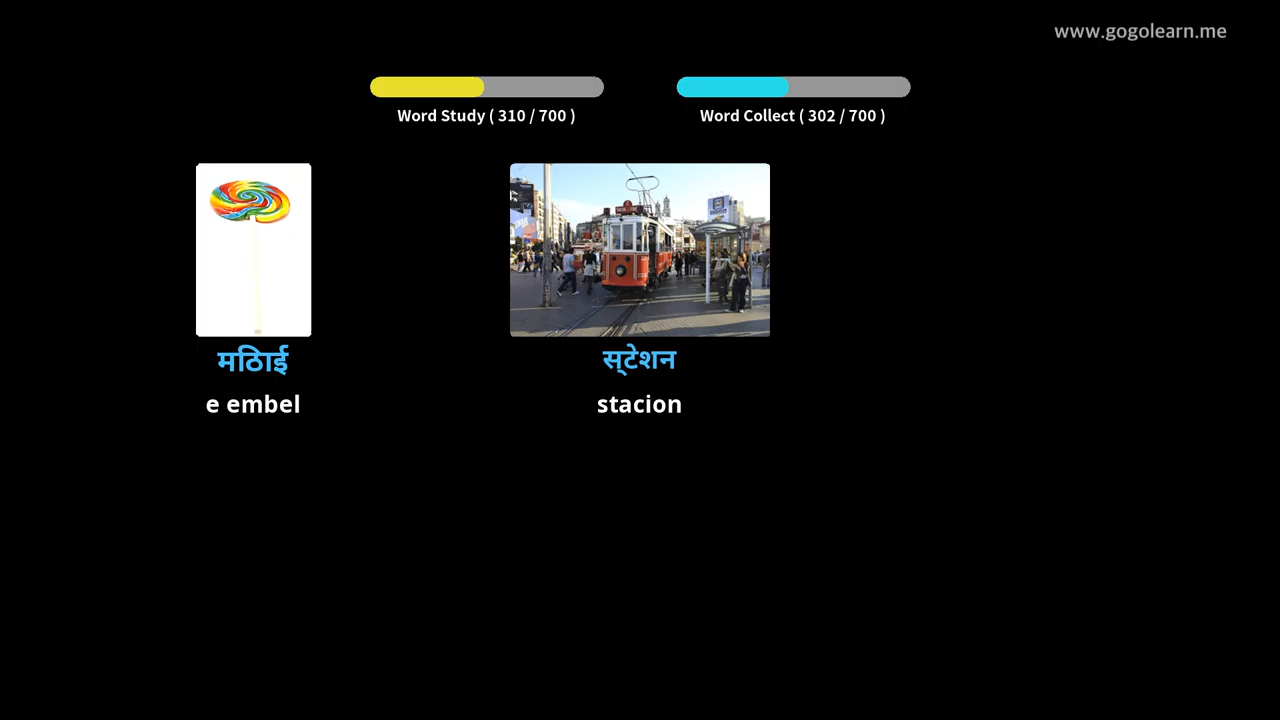 www.gogolearn.me
Word Study ( 310 / 700 )
Word Collect ( 302 / 700 )
मिठाई
e embel
स्टेशन
stacion